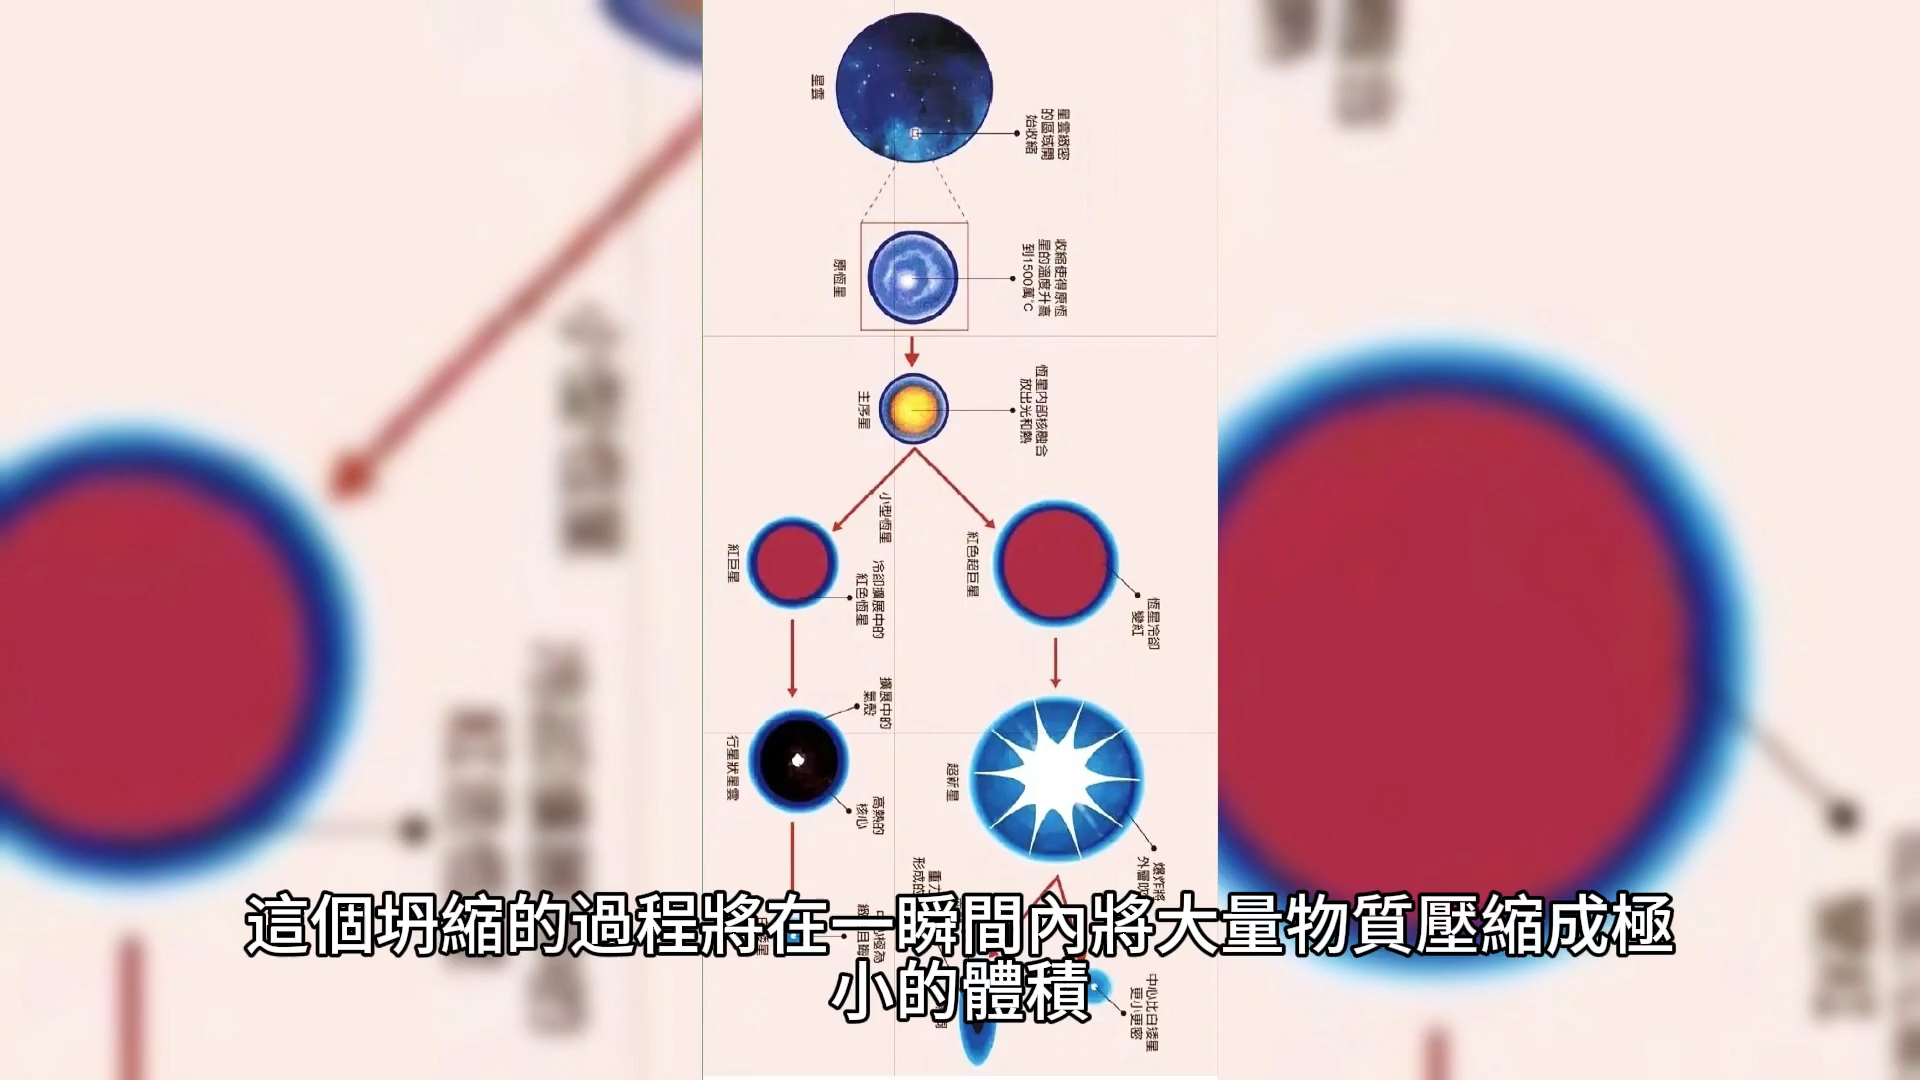 星雲
星雲緻密
的區域開
始收縮
原恆星
收縮使得原恆
星的溫度升高
到1500萬°C
主序星
恆星內部核融合
放出光和熱
小型恆星
紅巨星
冷卻擴展中的
紅色恆星
紅色超巨星
恆星冷卻
變紅
擴展中的
氣殼
行星狀星雲
高熱的
核心
超新星
爆炸將
外層吹
重力
形成的
中心比白矮星
更小更密
這個坍縮的過程將在一瞬間內將大量物質壓縮成極
小的體積